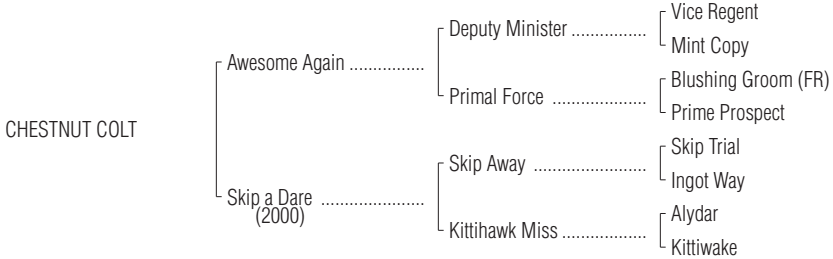 Vice Regent
Deputy Minister ................
Mint Copy
Awesome Again ................
Blushing Groom (FR)
Primal Force ....................
Prime Prospect
CHESTNUT COLT
Skip Trial
Skip Away ........................
Ingot Way
Skip a Dare ......................
(2000)
Alydar
Kittihawk Miss ..................
Kittiwake